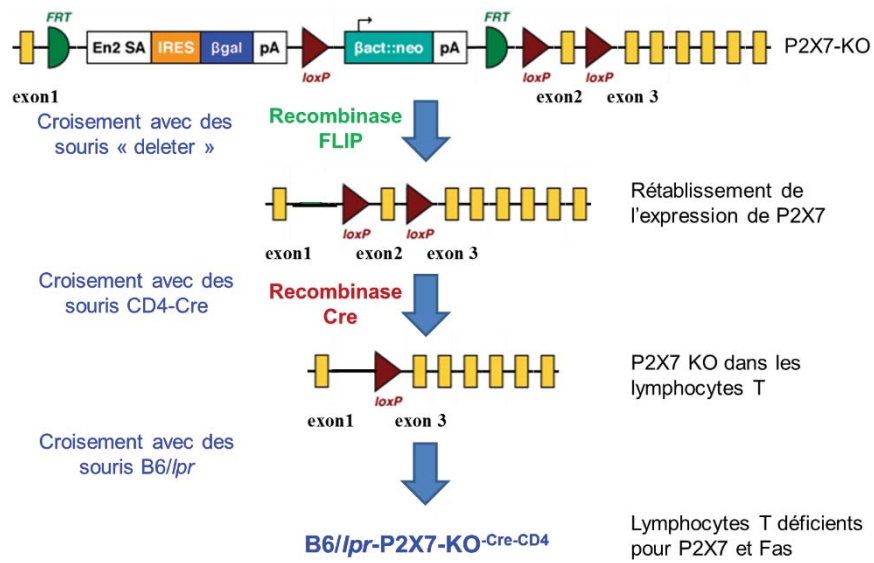 FRT
FRT
En2 SA IRES βgal pA
βact::neo pA
P2X7-KO
loxP
loxP
loxP
exon1
exon2
exon 3
Croisement avec des
souris « deleter »
Recombinase
FLIP
Rétablissement de
l'expression de P2X7
loxP
loxP
exon1
exon2
exon 3
Croisement avec des
souris CD4-Cre
Recombinase
Cre
P2X7 KO dans les
lymphocytes T
loxP
exon1
exon 3
Croisement avec des
souris B6/lpr
B6/lpr-P2X7-KO-Cre-CD4
Lymphocytes T déficients
pour P2X7 et Fas